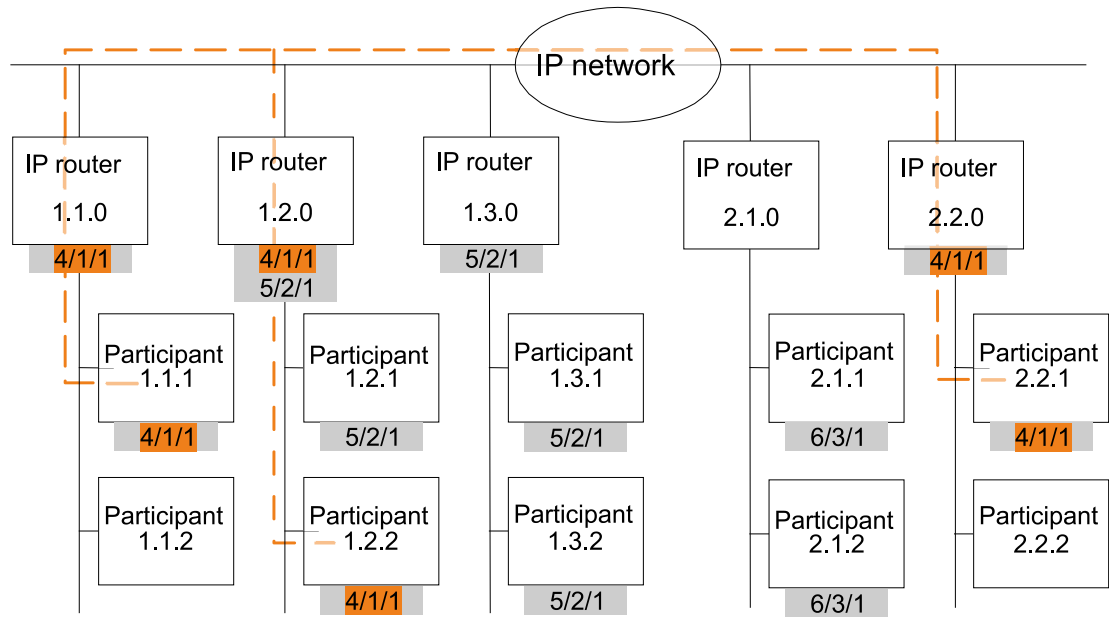 IP network
IP router
1.1.0
4/1/1
IP router
1.2.0
4/1/1
5/2/1
IP router
1.3.0
5/2/1
IP router
2.1.0
IP router
2.2.0
4/1/1
Participant
1.1.1
4/1/1
Participant
1.2.1
5/2/1
Participant
1.3.1
5/2/1
Participant
2.1.1
6/3/1
Participant
2.2.1
4/1/1
Participant
1.1.2
Participant
1.2.2
4/1/1
Participant
1.3.2
5/2/1
Participant
2.1.2
6/3/1
Participant
2.2.2